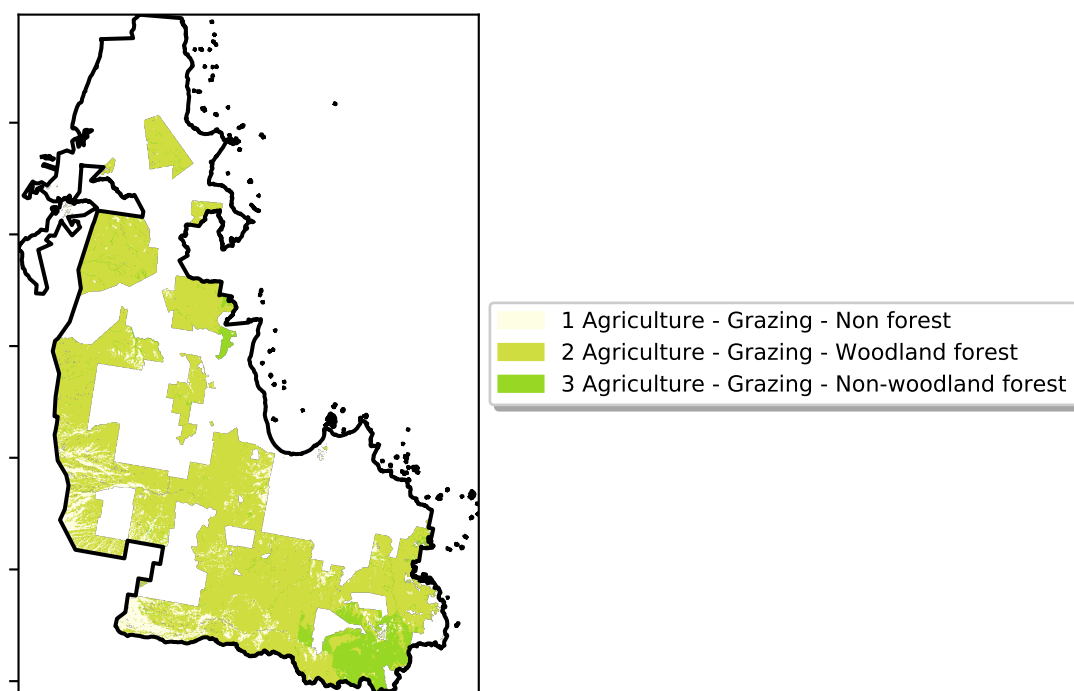 1 Agriculture - Grazing - Non forest
2 Agriculture - Grazing - Woodland forest
3 Agriculture - Grazing - Non-woodland forest